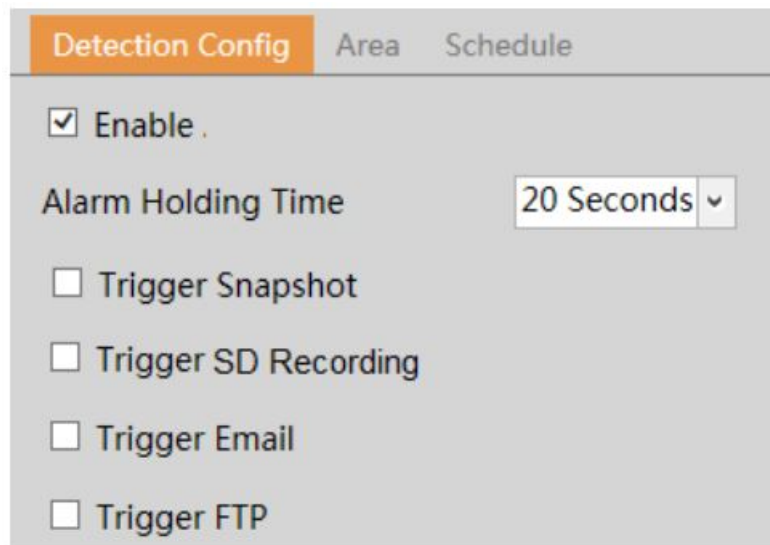 Detection Config Area Schedule
Enable .
Alarm Holding Time 20 Seconds
Trigger Snapshot
Trigger SD Recording
Trigger Email
Trigger FTP